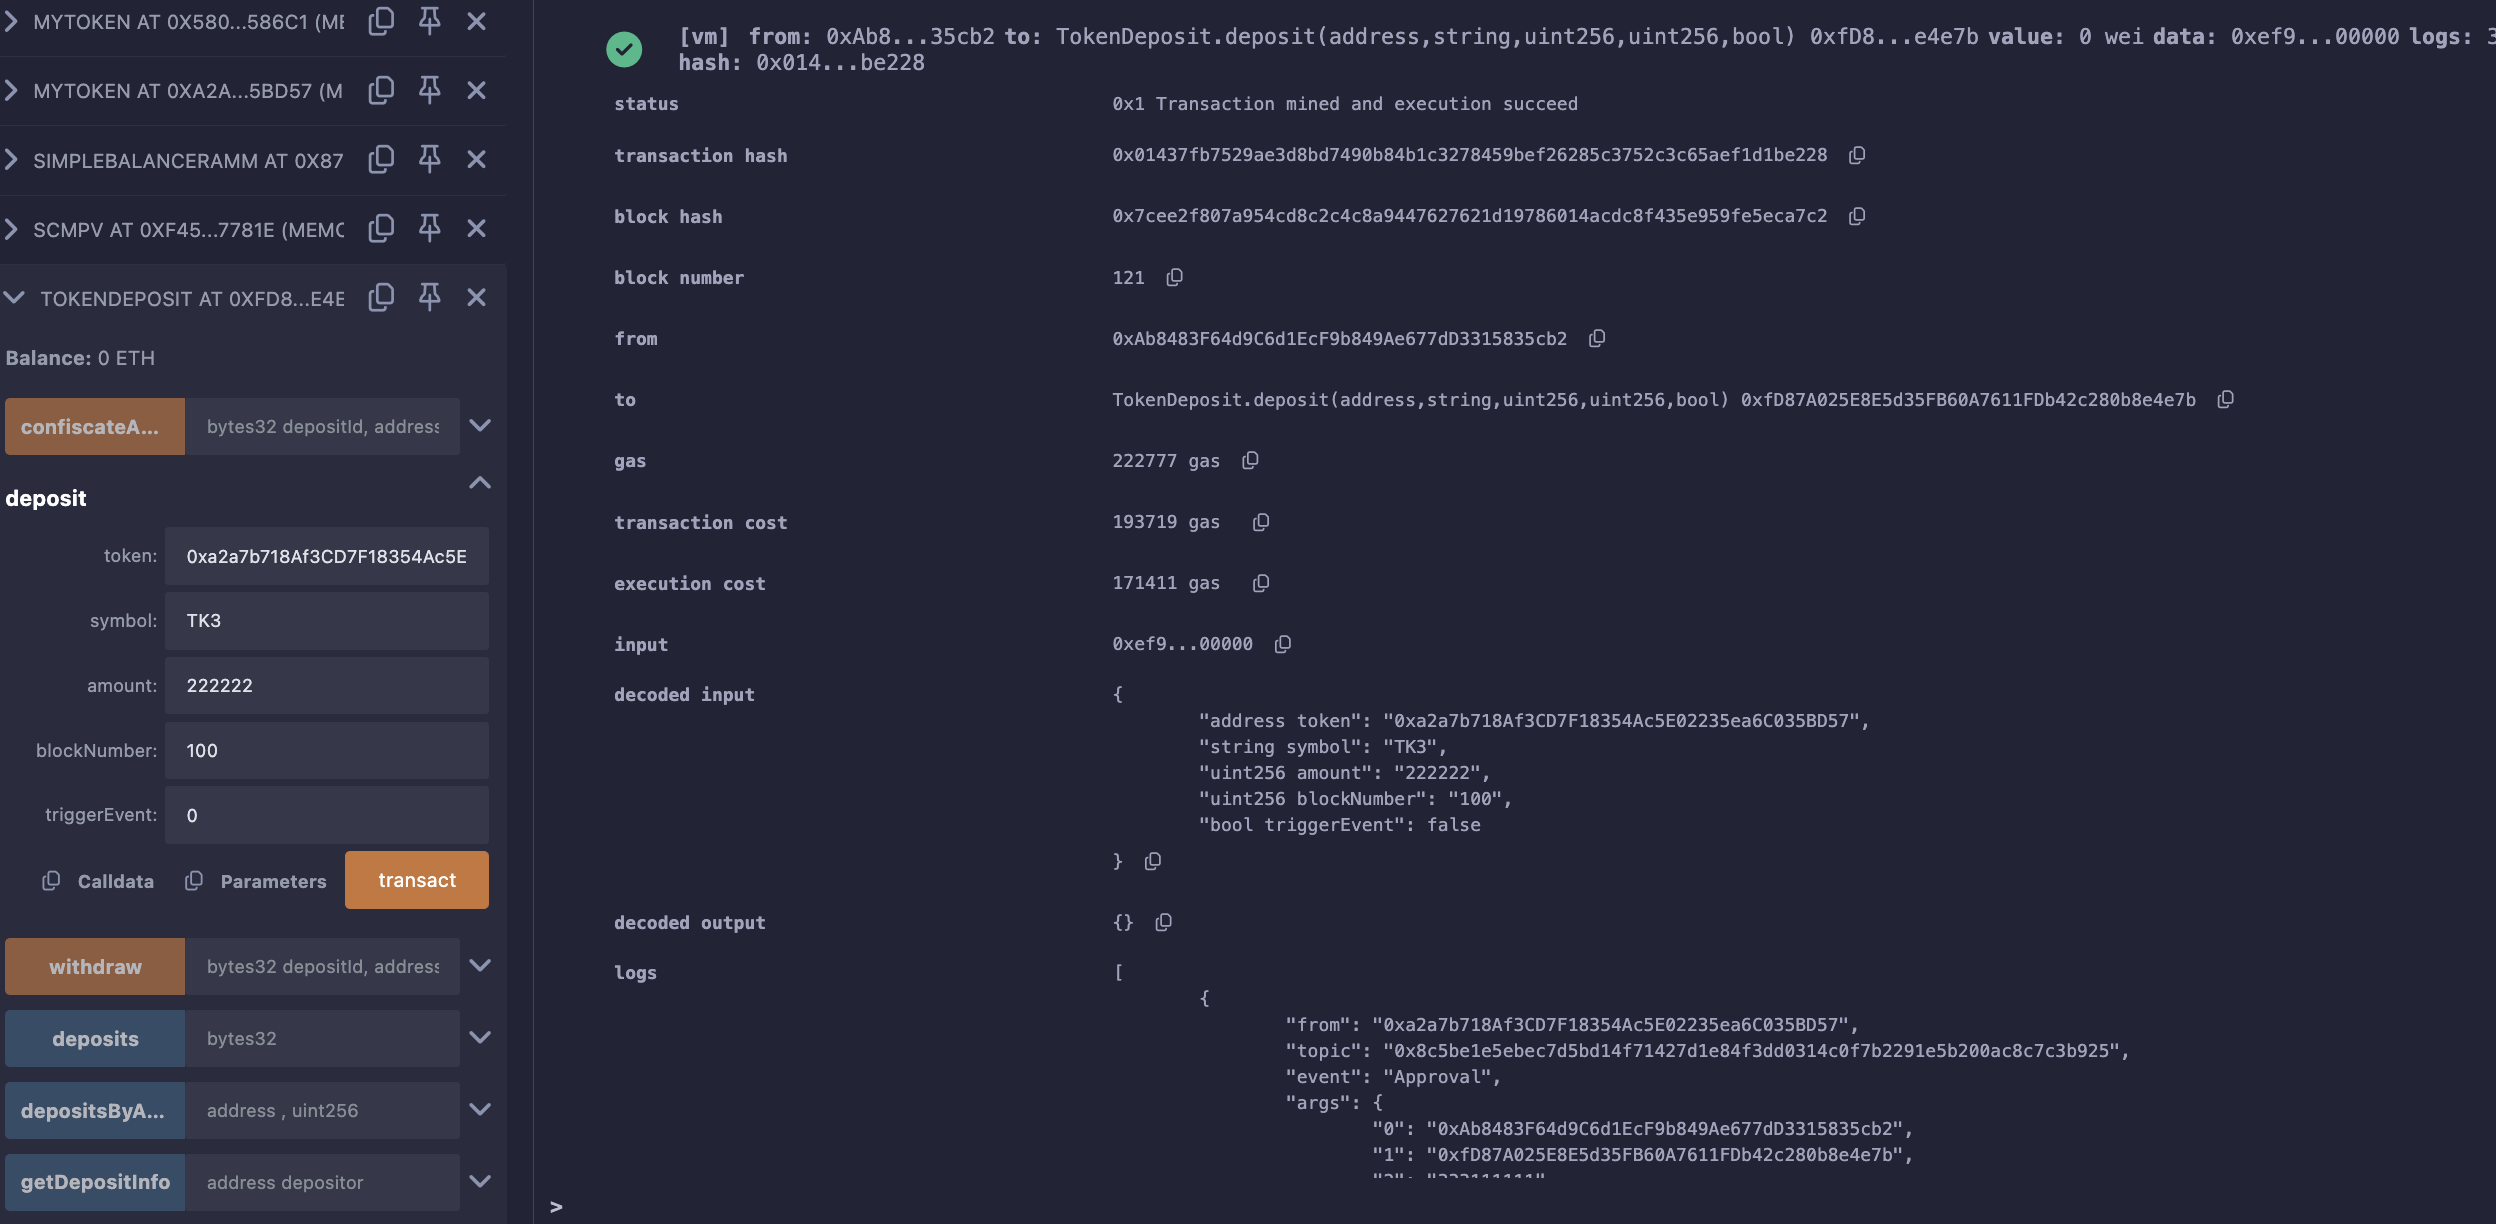 MYTOKEN AT 0X580...586C1 (ME
MYTOKEN AT 0XA2A...5BD57 (M
SIMPLEBALANCERAMM AT 0X87
SCMPV AT 0XF45...7781E (MEMO
TOKENDEPOSIT AT 0XFD8...E4E
Balance: 0 ETH
confiscateA... bytes32 depositId, address
deposit
token: 0xa2a7b718Af3CD7F18354Ac5E
symbol: TK3
amount: 222222
blockNumber: 100
triggerEvent: 0
Calldata Parameters transact
withdraw bytes32 depositId, address
deposits bytes32
depositsByA... address , uint256
getDepositInfo address depositor
[vm] from: 0xAb8...35cb2 to: TokenDeposit.deposit(address,string,uint256,uint256,bool) 0xfD8...e4e7b value: 0 wei data: 0xef9...00000 logs: 3
hash: 0x014...be228
status 0x1 Transaction mined and execution succeed
transaction hash 0x01437fb7529ae3d8bd7490b84b1c3278459bef26285c3752c3c65aef1d1be228
block hash 0x7cee2f807a954cd8c2c4c8a9447627621d19786014acdc8f435e959fe5eca7c2
block number 121
from 0xAb8483F64d9C6d1EcF9b849Ae677dD3315835cb2
to TokenDeposit.deposit(address,string,uint256,uint256,bool) 0xfD87A025E8E5d35FB60A7611FDb42c280b8e4e7b
gas 222777 gas
transaction cost 193719 gas
execution cost 171411 gas
input 0xef9...00000
decoded input {
"address token": "0xa2a7b718Af3CD7F18354Ac5E02235ea6C035BD57",
"string symbol": "TK3",
"uint256 amount": "222222",
"uint256 blockNumber": "100",
"bool triggerEvent": false
}
decoded output {}
logs [
{
"from": "0xa2a7b718Af3CD7F18354Ac5E02235ea6C035BD57",
"topic": "0x8c5be1e5ebec7d5bd14f71427d1e84f3dd0314c0f7b2291e5b200ac8c7c3b925",
"event": "Approval",
"args": {
"0": "0xAb8483F64d9C6d1EcF9b849Ae677dD3315835cb2",
"1": "0xfD87A025E8E5d35FB60A7611FDb42c280b8e4e7b",
>